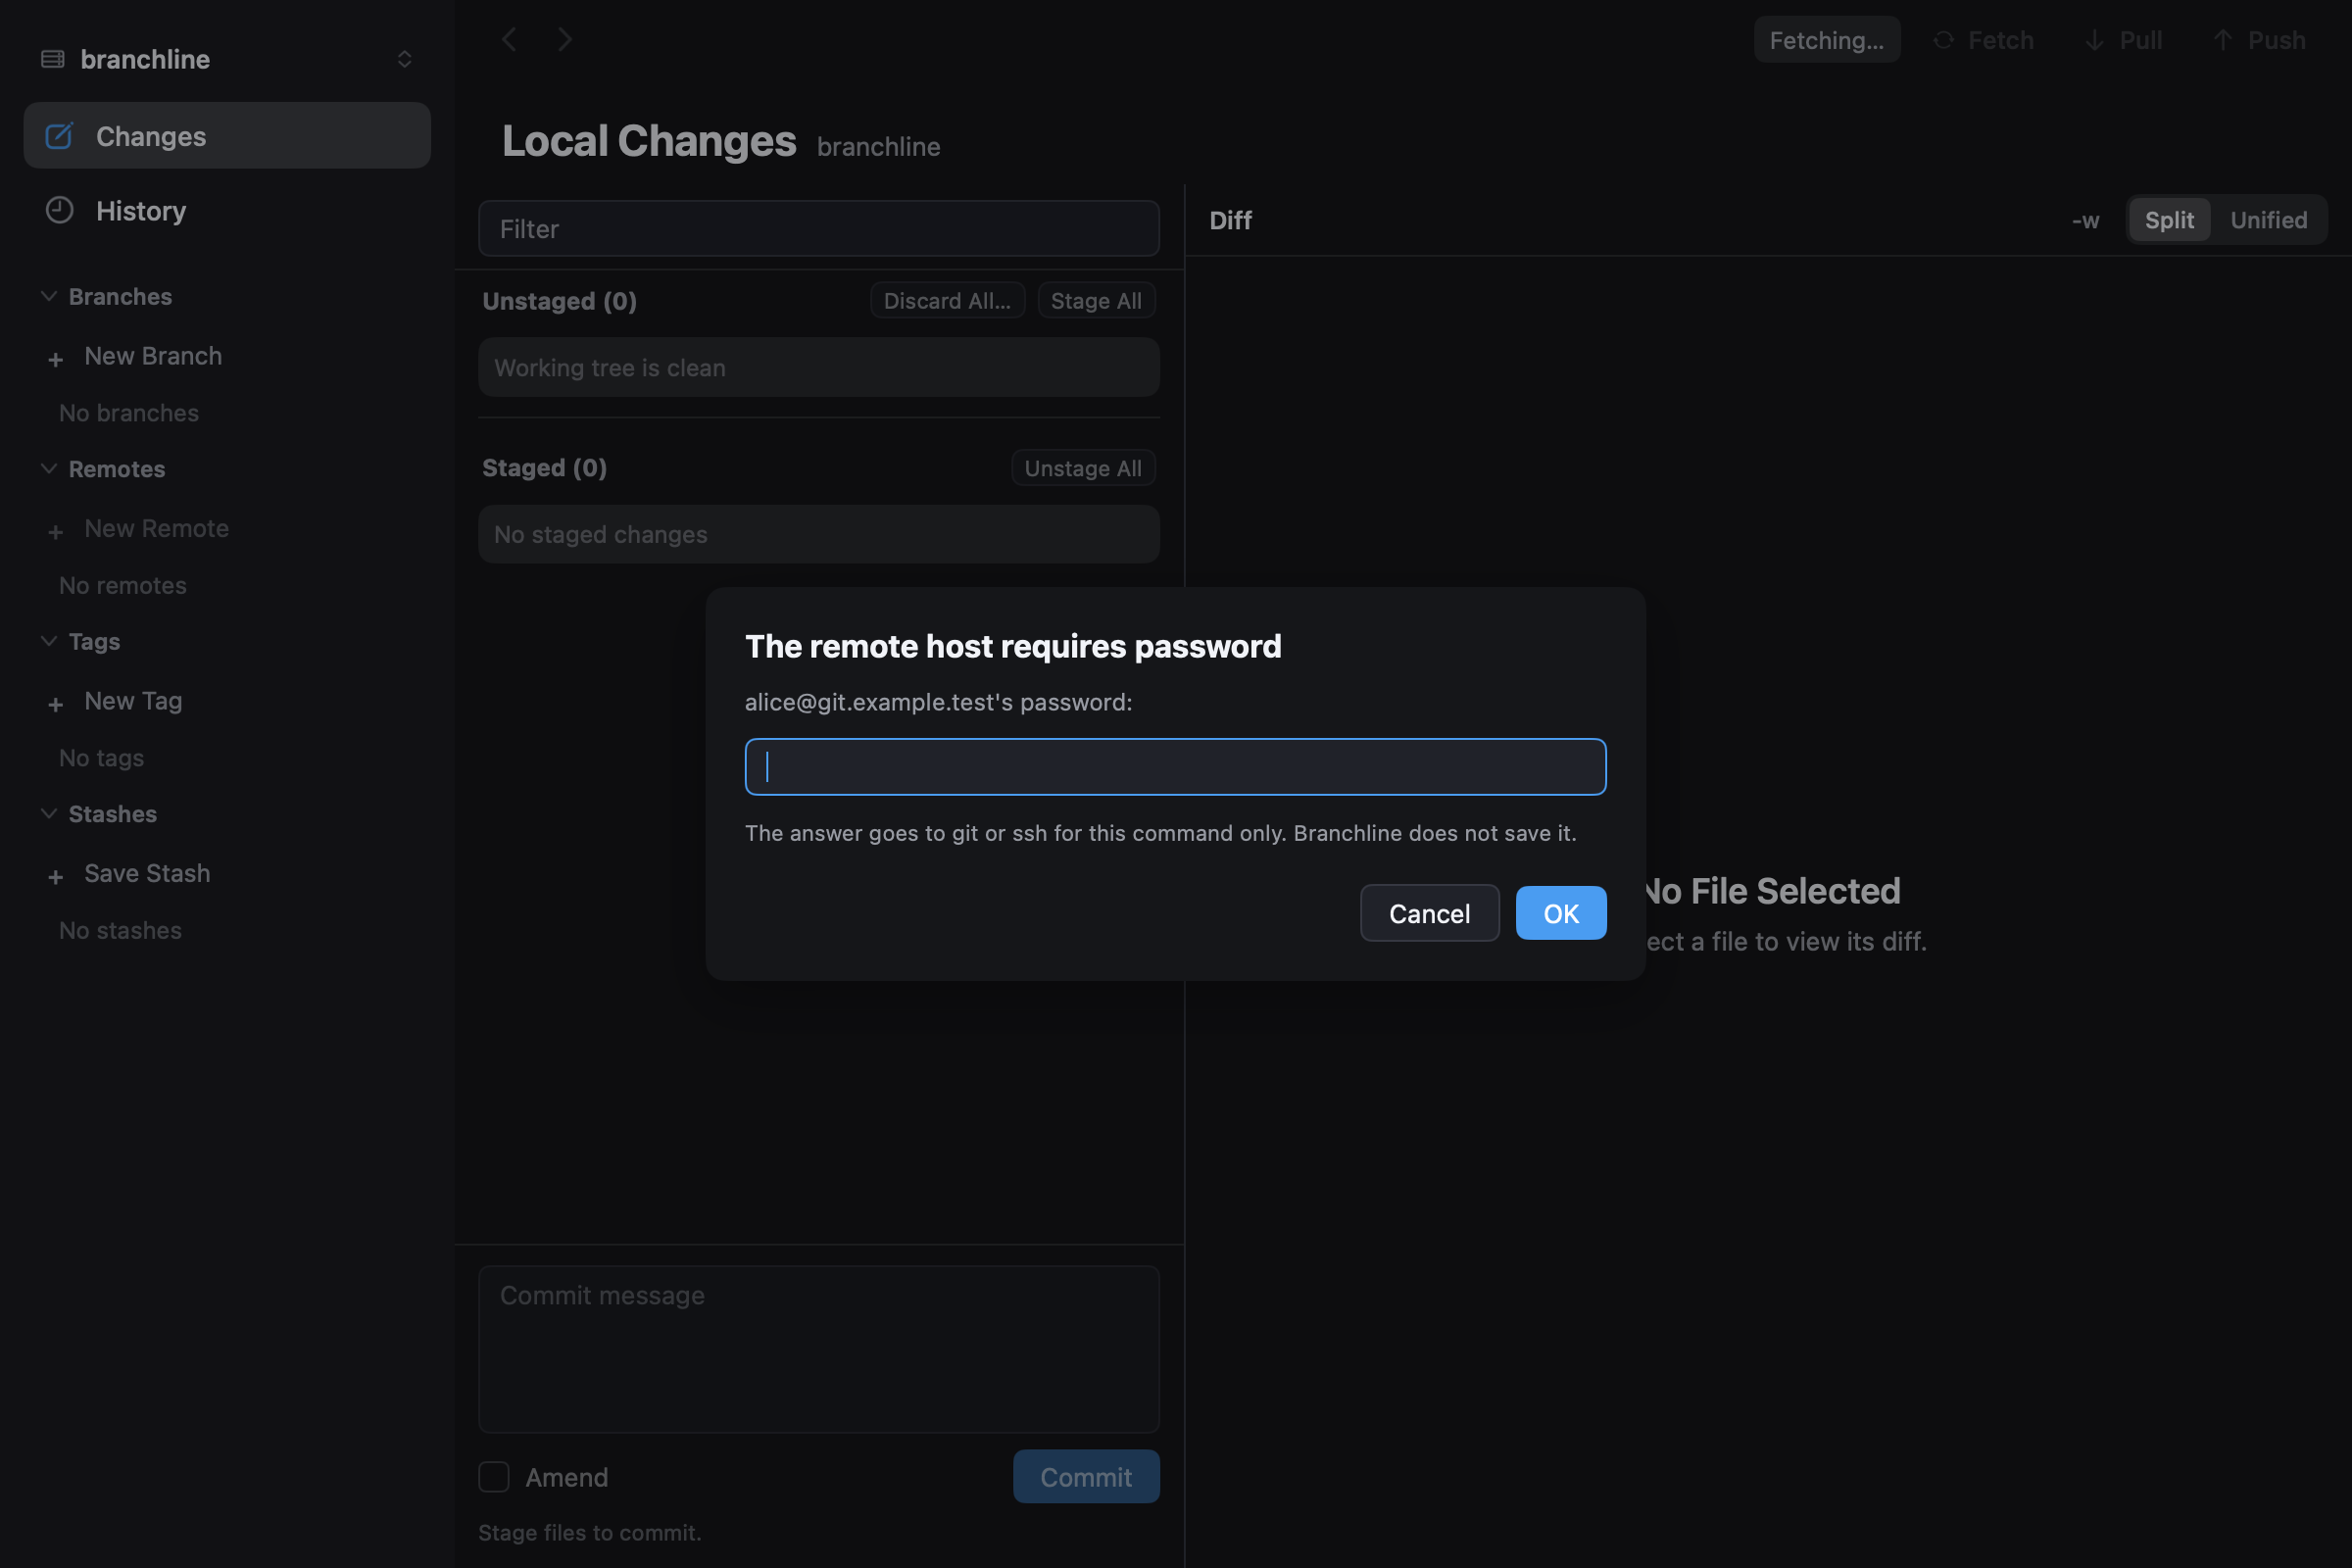 branchline
Changes
History
Branches
+ New Branch
No branches
Remotes
+ New Remote
No remotes
Tags
+ New Tag
No tags
Stashes
+ Save Stash
No stashes
Fetching...
Fetch
Pull
Push
Local Changes branchline
Filter
Unstaged (0)
Discard All...
Stage All
Working tree is clean
Staged (0)
Unstage All
No staged changes
Diff
-w
Split
Unified
The remote host requires password
alice@git.example.test's password:
The answer goes to git or ssh for this command only. Branchline does not save it.
Cancel
OK
No File Selected
ect a file to view its diff.
Commit message
Amend
Commit
Stage files to commit.